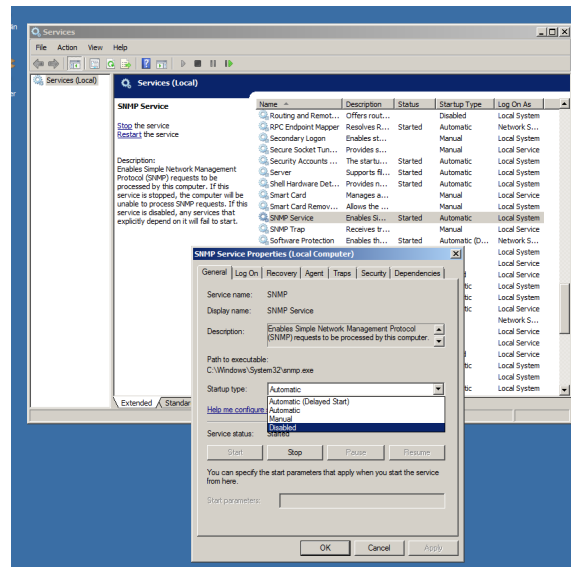 Services
File Action View Help
Services (Local)
Services (Local)
SNMP Service
Stop the service
Restart the service
Description:
Enables Simple Network Management
Protocol (SNMP) requests to be
processed by this computer. If this
service is stopped, the computer will be
unable to process SNMP requests. If this
service is disabled, any services that
explicitly depend on it will fail to start.
Name Description Status Startup Type Log On As
Routing and Remot... Offers rout... Disabled Local System
RPC Endpoint Mapper Resolves R... Started Automatic Network S...
Secondary Logon Enables st... Manual Local System
Secure Socket Tun... Provides s... Manual Local Service
Security Accounts ... The startu... Started Automatic Local System
Server Supports fil... Started Automatic Local System
Shell Hardware Det... Provides n... Started Automatic Local System
Smart Card Manages a... Manual Local Service
Smart Card Remov... Allows the ... Manual Local System
SNMP Service Enables Si... Started Automatic Local System
SNMP Trap Receives tr... Manual Local Service
Software Protection Enables th... Started Automatic (D... Network S...
Local System
Local Service
Local System
tic Local System
tic Local Service
Network S...
Local Service
Local Service
Local Service
tic Local System
Local Service
tic Local System
Extended Standar
SNMP Service Properties (Local Computer)
General Log On Recovery Agent Traps Security Dependencies
Service name: SNMP
Display name: SNMP Service
Description: Enables Simple Network Management Protocol
(SNMP) requests to be processed by this computer.
Path to executable:
C:\Windows\System32\snmp.exe
Startup type: Automatic
Automatic (Delayed Start)
Help me configure Automatic
Manual
Disabled
Service status: Started
Start Stop Pause Resume
You can specify the start parameters that apply when you start the service
from here.
Start parameters:
OK Cancel Apply